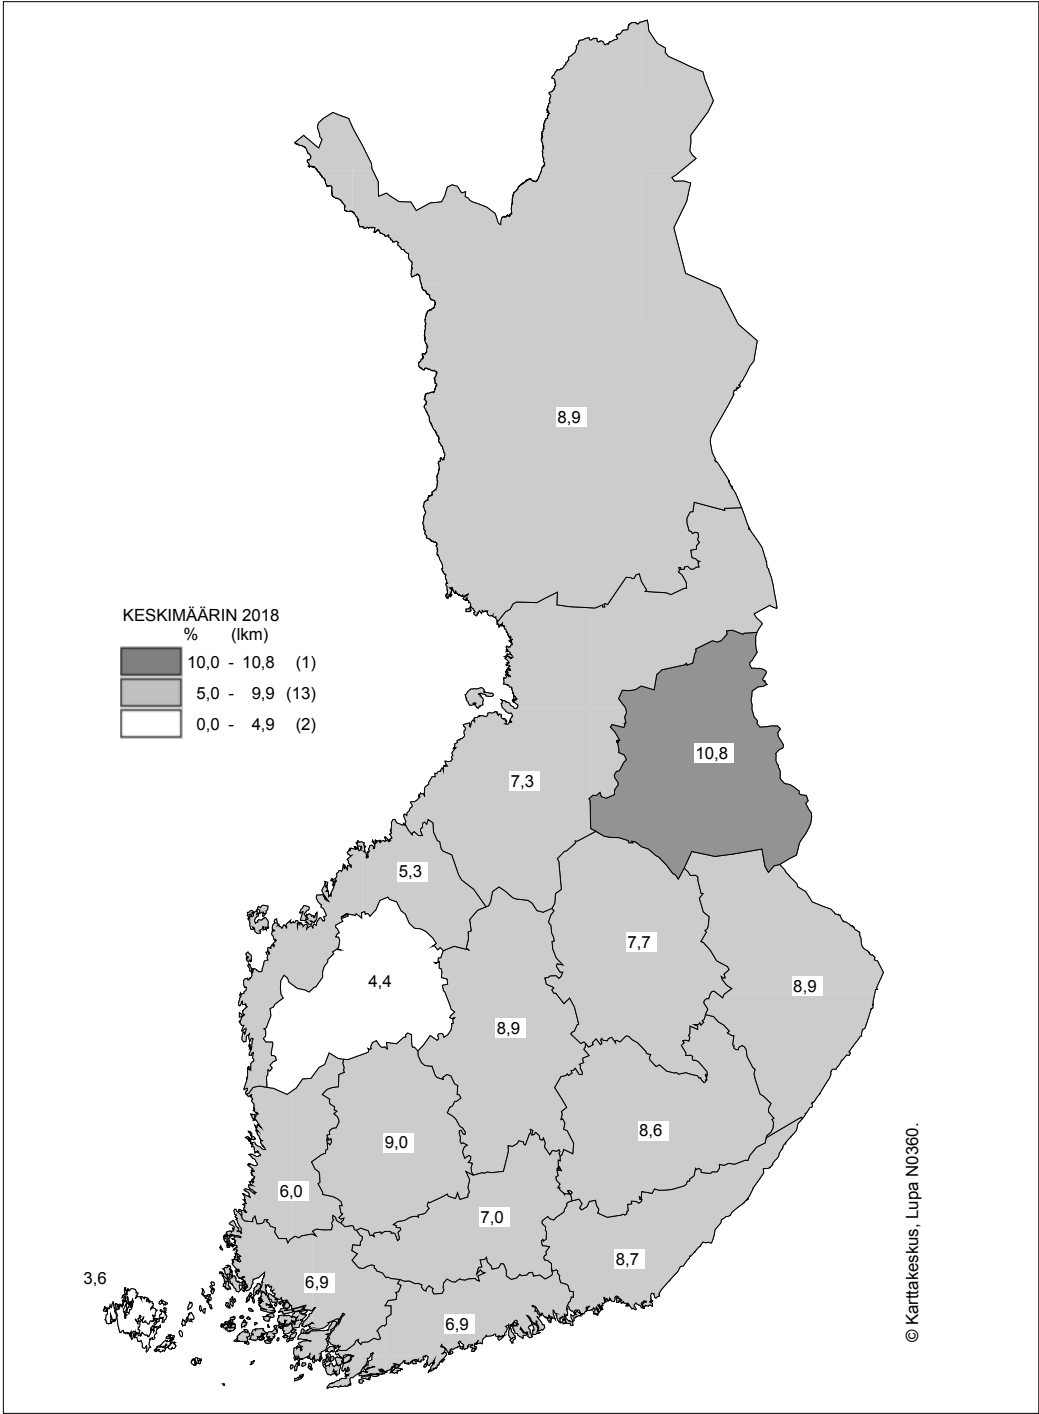 8,9
KESKIMÄÄRIN 2018
% (lkm)
10,0 - 10,8 (1)
5,0 - 9,9 (13)
0,0 - 4,9 (2)
10,8
7,3
5,3
7,7
4,4
8,9
8,9
8,6
9,0
6,0
7,0
8,7
3,6
6,9
6,9
© Karttakeskus, Lupa N0360.